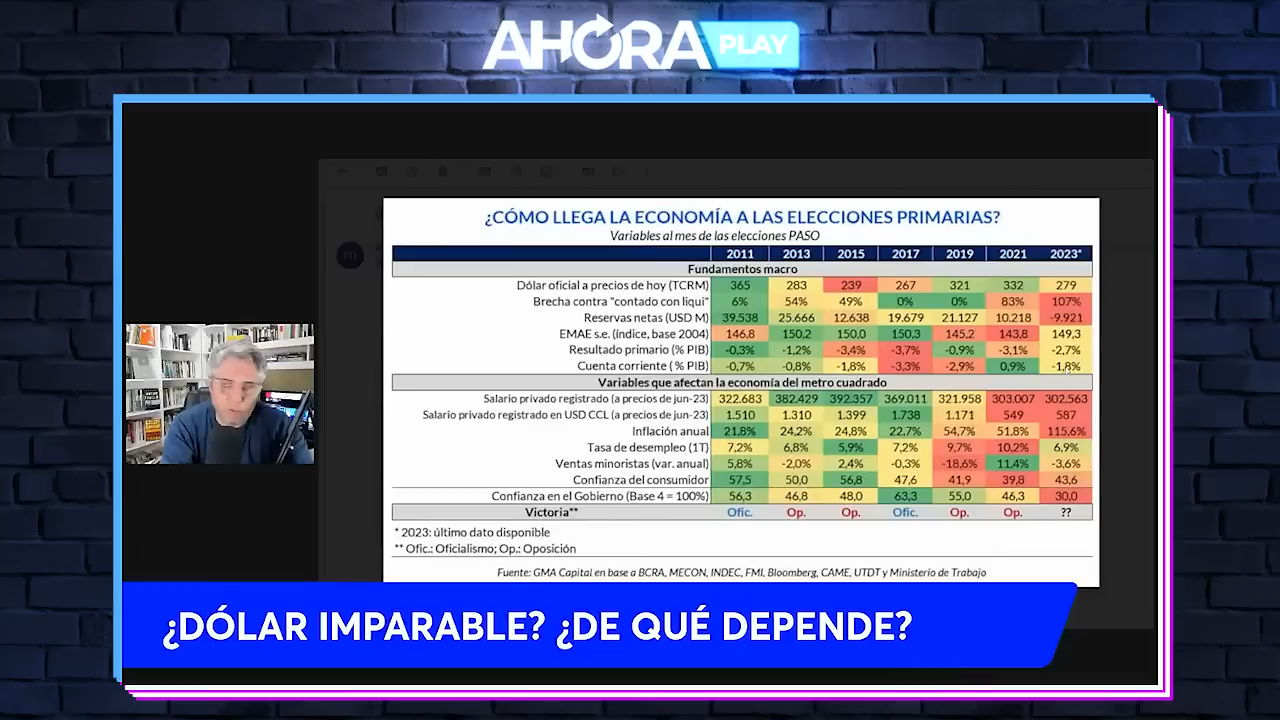 AHORA PLAY
¿CÓMO LLEGA LA ECONOMÍA A LAS ELECCIONES PRIMARIAS?
Variables al mes de las elecciones PASO
2011 2013 2015 2017 2019 2021 2023*
Fundamentos macro
Dólar oficial a precios de hoy (TCRM) 365 283 239 267 321 332 279
Brecha contra "contado con liqui" 6% 54% 49% 0% 0% 83% 107%
Reservas netas (USD M) 39.538 25.666 12.638 19.679 21.127 10.218 -9.921
EMAE s.e. (índice, base 2004) 146,8 150,2 150,0 150,3 145,2 143,8 149,3
Resultado primario (% PIB) -0,3% -1,2% -3,4% -3,7% -0,9% -3,1% -2,7%
Cuenta corriente ( % PIB) -0,7% -0,8% -1,8% -3,3% -2,9% 0,9% -1,8%
Variables que afectan la economía del metro cuadrado
Salario privado registrado (a precios de jun-23) 322.683 382.429 392.357 369.011 321.958 303.007 302.563
Salario privado registrado en USD CCL (a precios de jun-23) 1.510 1.310 1.399 1.738 1.171 549 587
Inflación anual 21,8% 24,2% 24,8% 22,7% 54,7% 51,8% 115,6%
Tasa de desempleo (1T) 7,2% 6,8% 5,9% 7,2% 9,7% 10,2% 6,9%
Ventas minoristas (var. anual) 5,8% -2,0% 2,4% -0,3% -18,6% 11,4% -3,6%
Confianza del consumidor 57,5 50,0 56,8 47,6 41,9 39,8 43,6
Confianza en el Gobierno (Base 4 = 100%) 56,3 46,8 48,0 63,3 55,0 46,3 30,0
Victoria** Ofic. Op. Op. Ofic. Op. Op. ??
* 2023: último dato disponible
** Ofic.: Oficialismo; Op.: Oposición
Fuente: GMA Capital en base a BCRA, MECON, INDEC, FMI, Bloomberg, CAME, UTDT y Ministerio de Trabajo
¿DÓLAR IMPARABLE? ¿DE QUÉ DEPENDE?